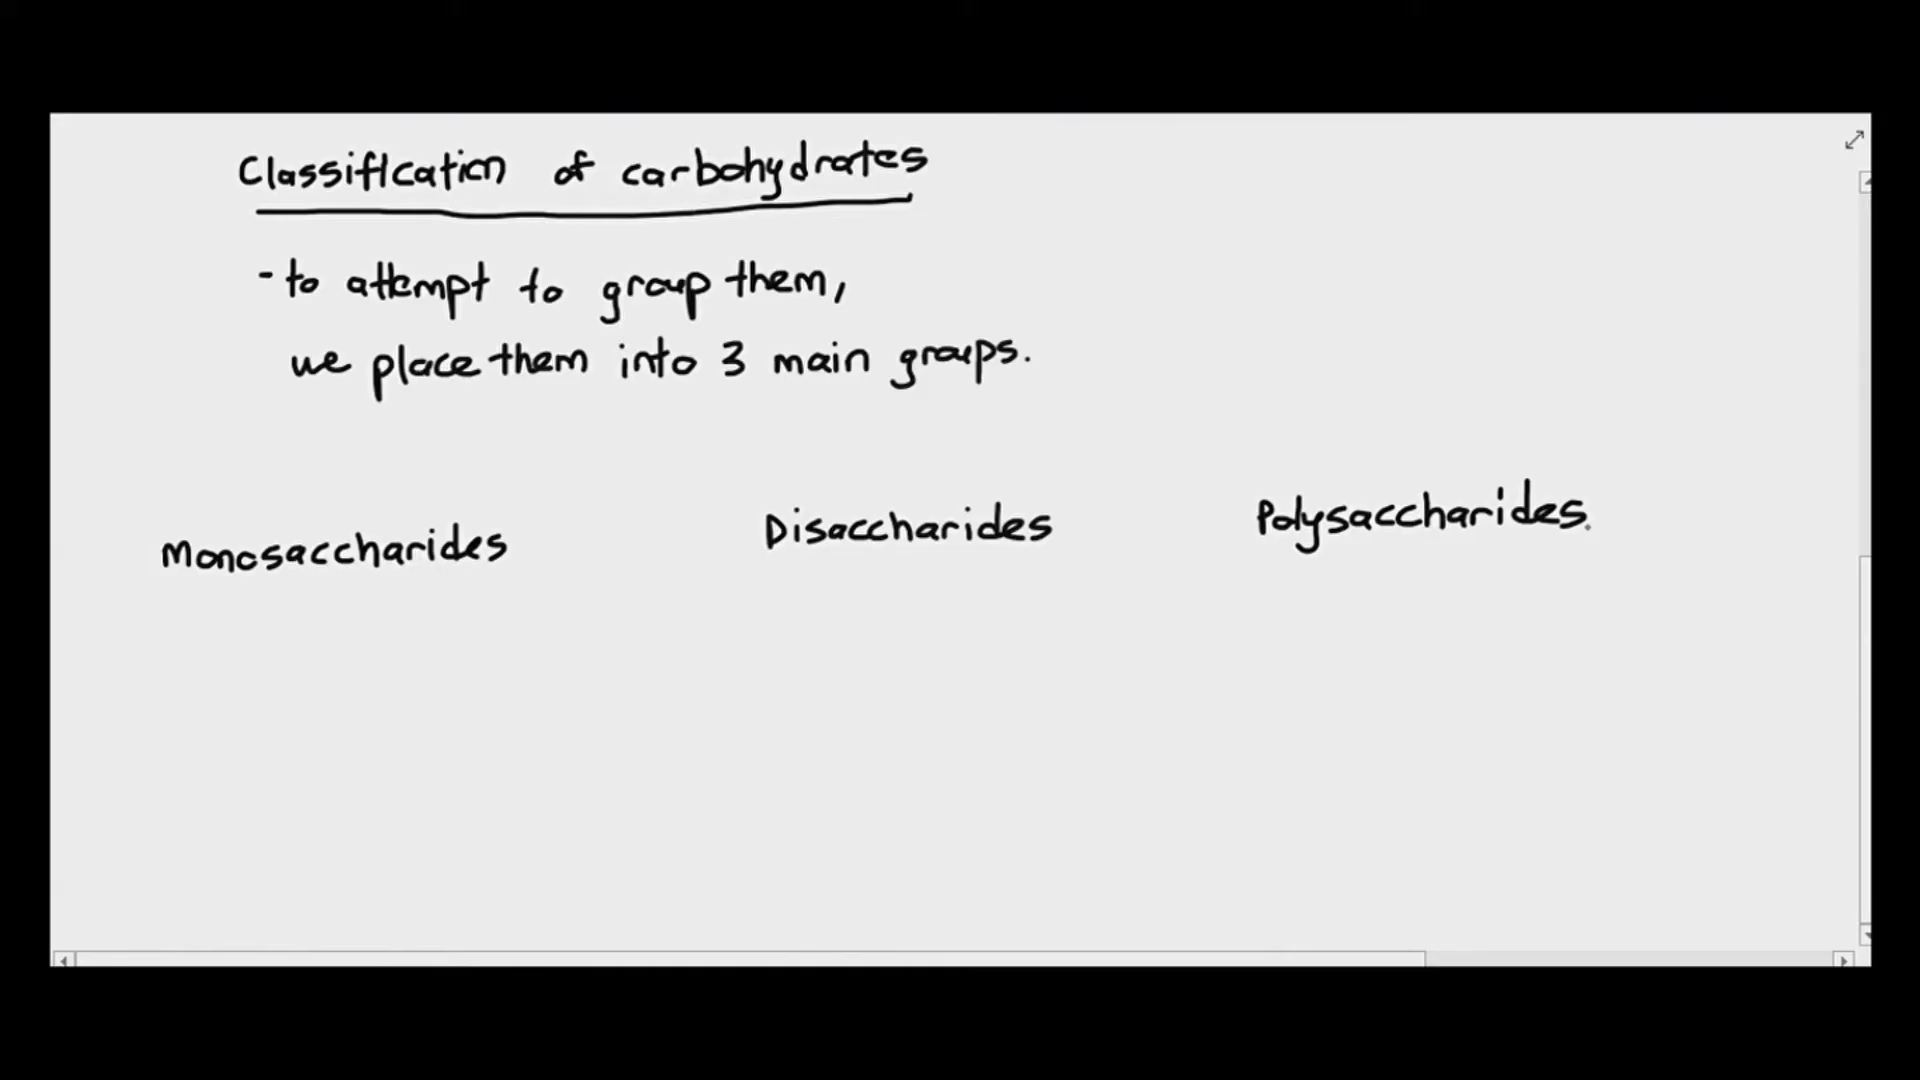 Classification of carbohydrates
- to attempt to group them,
we place them into 3 main groups.
Monosaccharides Disaccharides Polysaccharides.